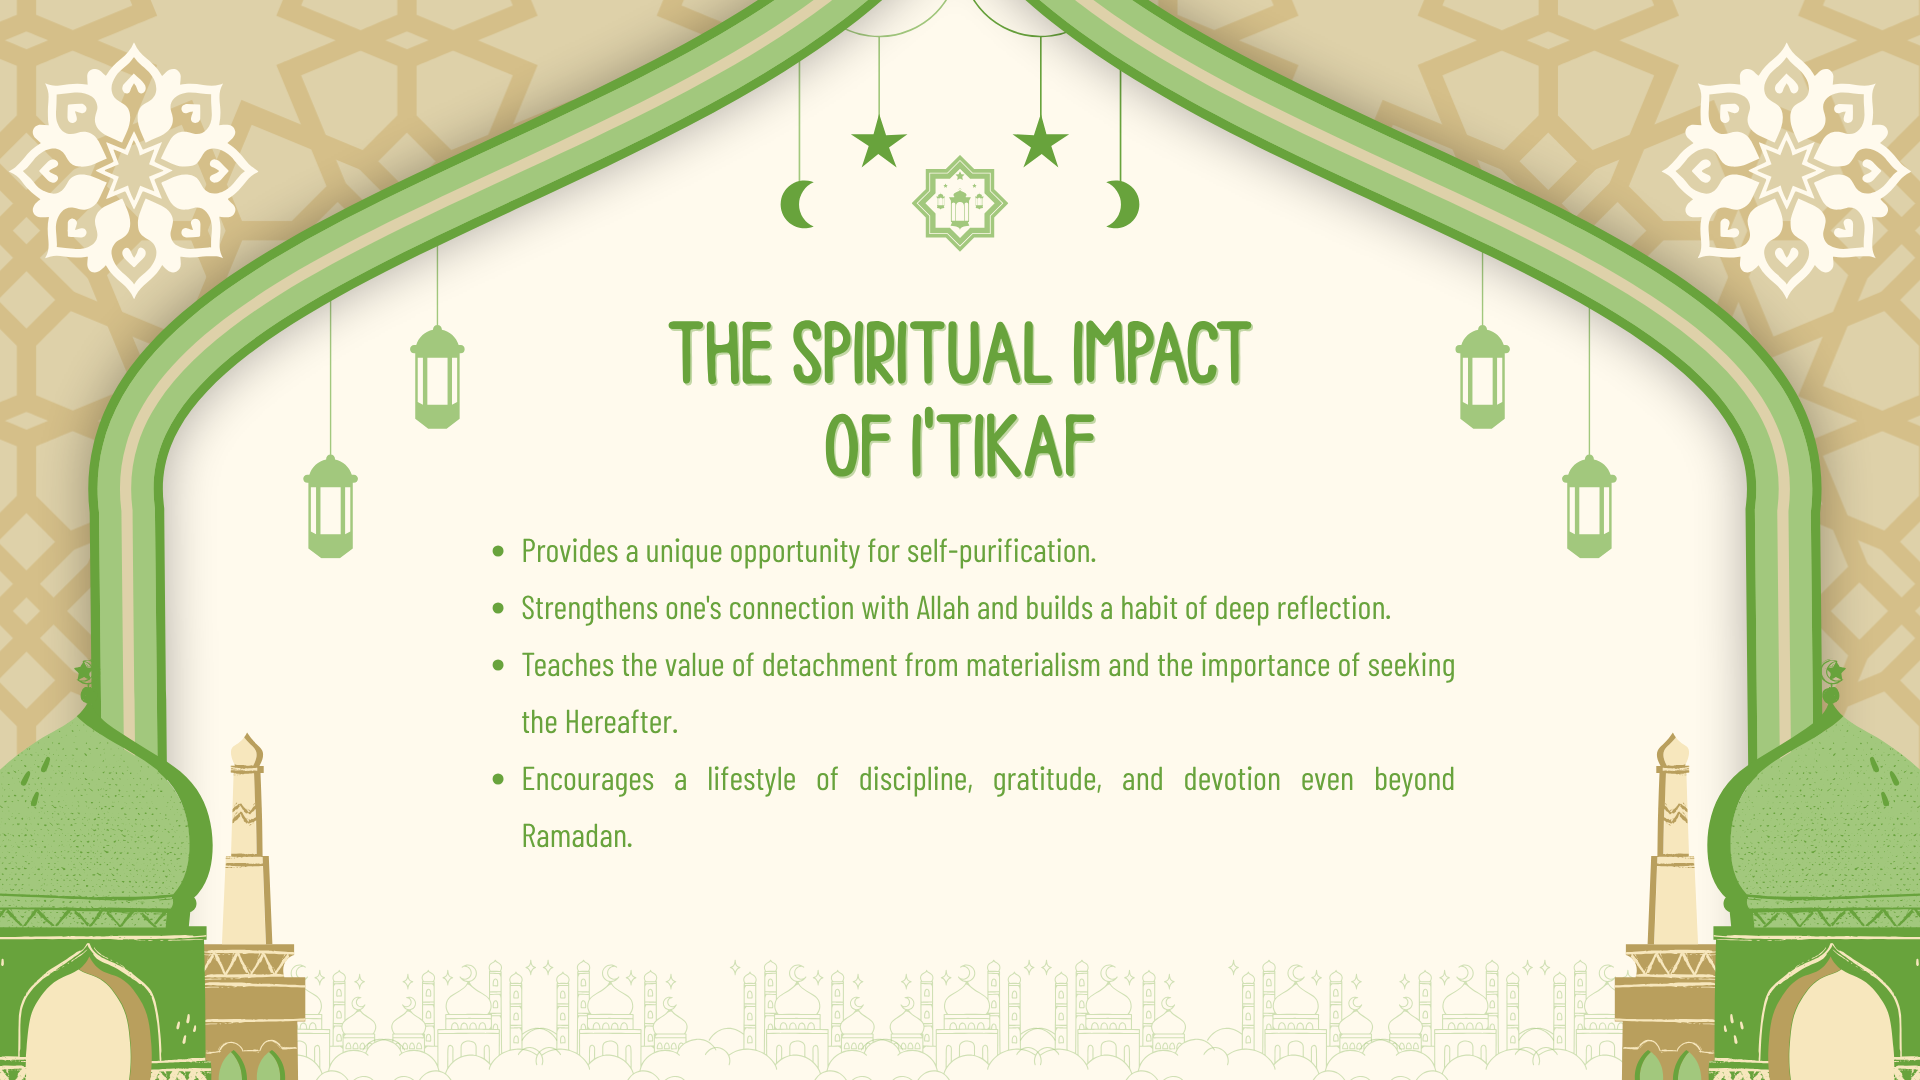 THE SPIRITUAL IMPACT
OF I'TIKAF
• Provides a unique opportunity for self-purification.
• Strengthens one's connection with Allah and builds a habit of deep reflection.
• Teaches the value of detachment from materialism and the importance of seeking
the Hereafter.
• Encourages a lifestyle of discipline, gratitude, and devotion even beyond
Ramadan.